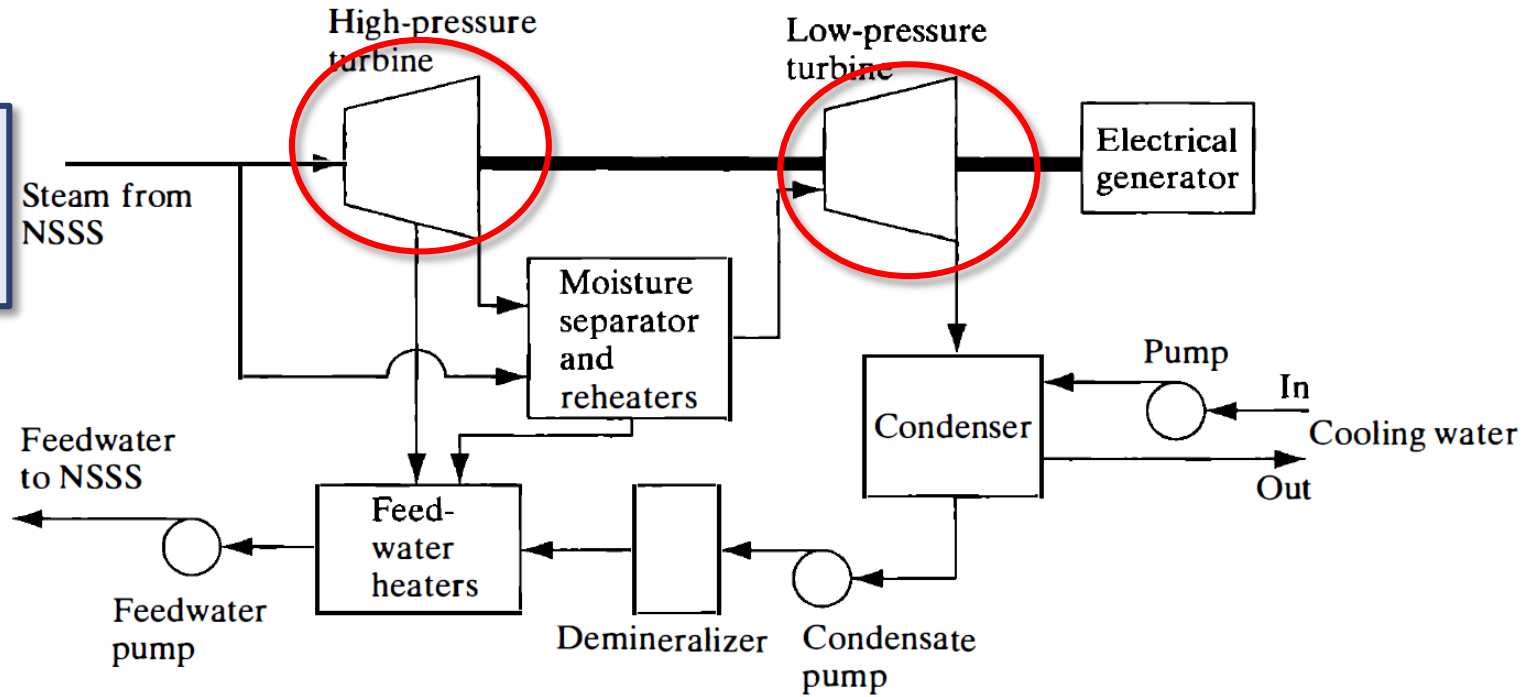 High-pressure
turbine
Low-pressure
turbine
Electrical
generator
Steam from
NSSS
Moisture
separator
and
reheaters
Pump
In
Cooling water
Out
Condenser
Feedwater
to NSSS
Feed-
water
heaters
Feedwater
pump
Demineralizer
Condensate
pump